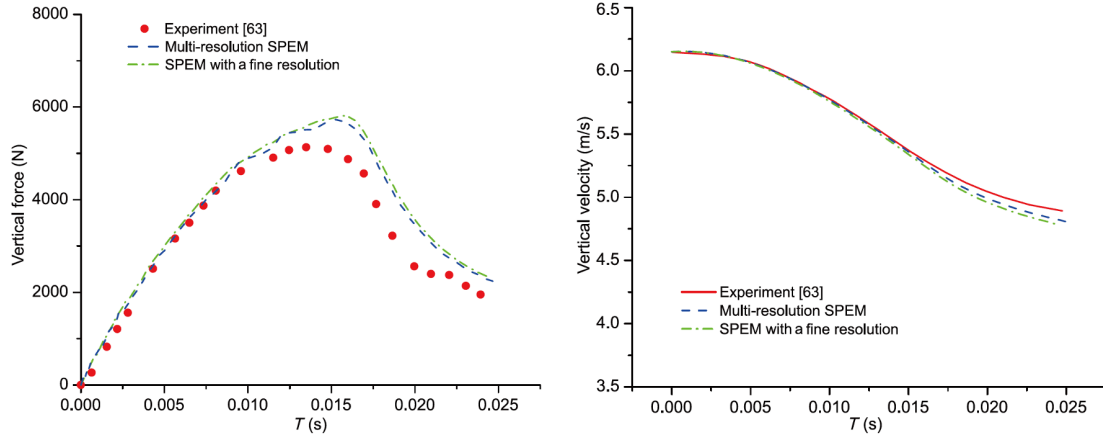 8000
6000
4000
2000
0
Vertical force (N)
Experiment [63]
Multi-resolution SPEM
SPEM with a fine resolution
0.000 0.005 0.010 0.015 0.020 0.025
T (s)
6.5
6.0
5.5
5.0
4.5
4.0
3.5
Vertical velocity (m/s)
Experiment [63]
Multi-resolution SPEM
SPEM with a fine resolution
0.000 0.005 0.010 0.015 0.020 0.025
T (s)